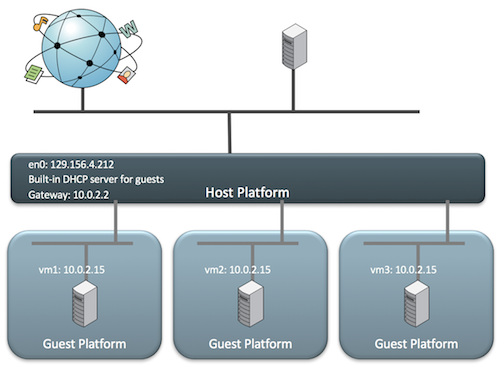 W
en0: 129.156.4.212
Built-in DHCP server for guests
Gateway: 10.0.2.2
Host Platform
vm1: 10.0.2.15
vm2: 10.0.2.15
vm3: 10.0.2.15
Guest Platform
Guest Platform
Guest Platform